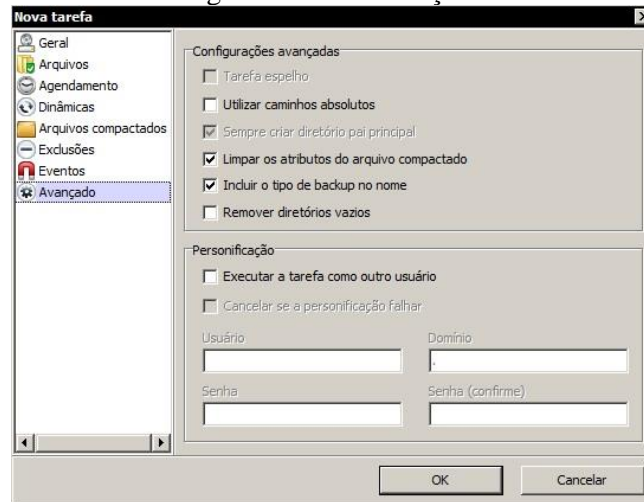 Nova tarefa
Geral
Arquivos
Agendamento
Dinâmicas
Arquivos compactados
Exclusões
Eventos
Avançado
Configurações avançadas
Tarefa espelho
Utilizar caminhos absolutos
Sempre criar diretório pai principal
Limpar os atributos do arquivo compactado
Incluir o tipo de backup no nome
Remover diretórios vazios
Personificação
Executar a tarefa como outro usuário
Cancelar se a personificação falhar
Usuário Domínio
.
Senha Senha (confirme)
OK Cancelar